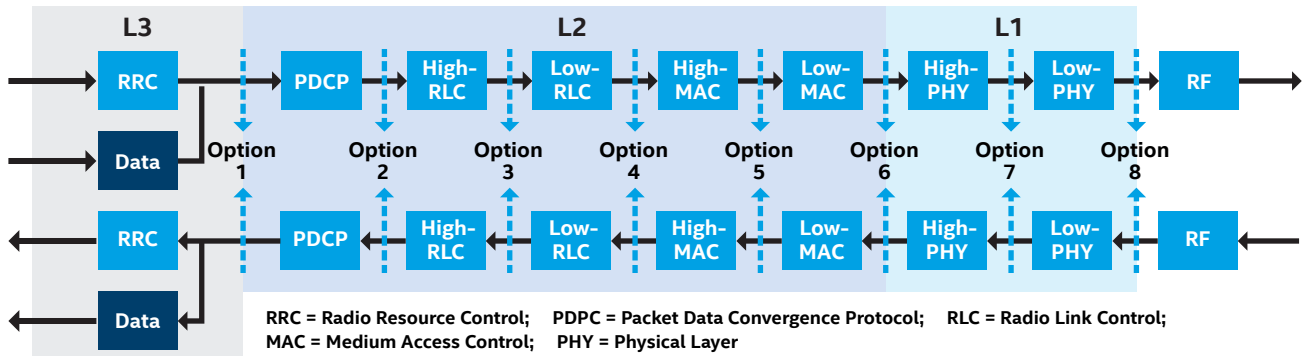 L3 L2 L1
RRC PDCP High-RLC Low-RLC High-MAC Low-MAC High-PHY Low-PHY RF
Data
Option 1 Option 2 Option 3 Option 4 Option 5 Option 6 Option 7 Option 8
RRC PDCP High-RLC Low-RLC High-MAC Low-MAC High-PHY Low-PHY RF
Data
RRC = Radio Resource Control; PDPC = Packet Data Convergence Protocol; RLC = Radio Link Control;
MAC = Medium Access Control; PHY = Physical Layer